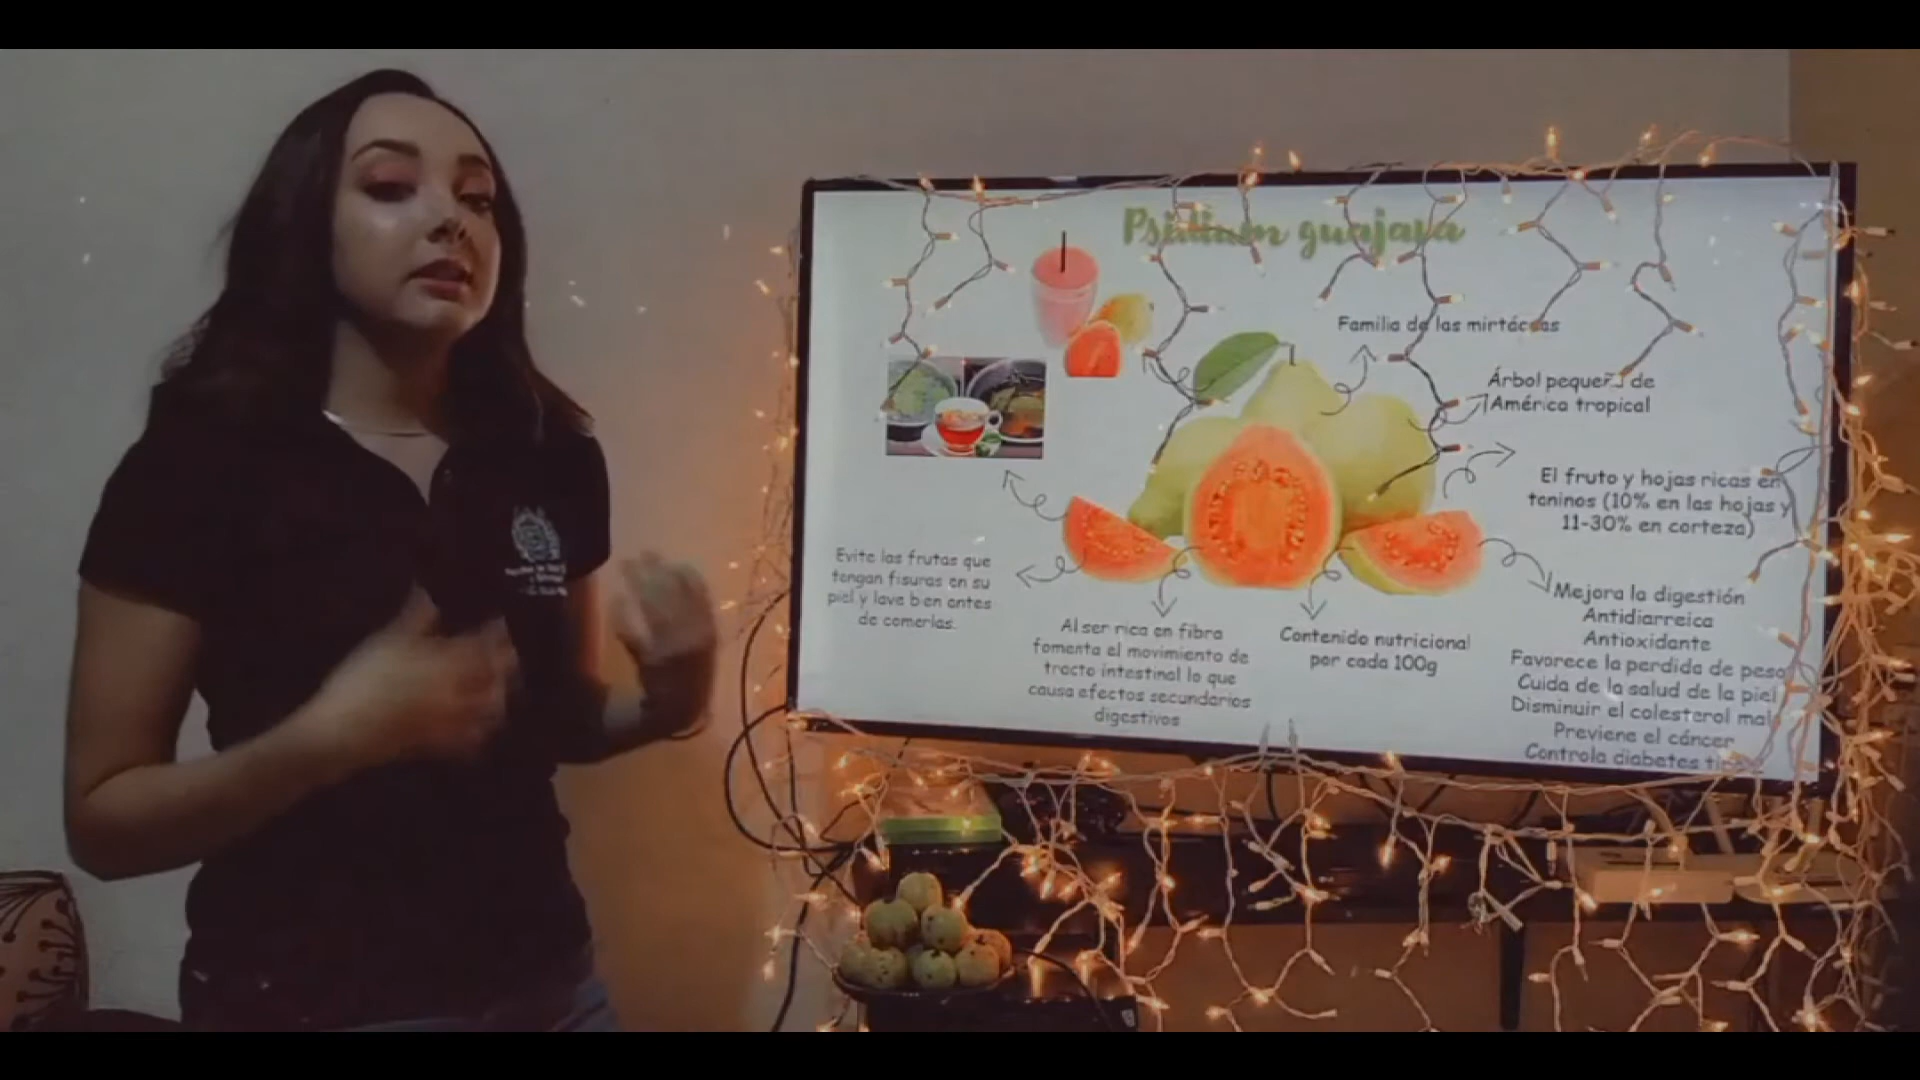 Psidium guajava
Familia de las mirtáceas
Árbol pequeño de
América tropical
El fruto y hojas ricas en
taninos (10% en las hojas y
11-30% en corteza)
Mejora la digestión
Antidiarreica
Antioxidante
Favorece la perdida de peso
Cuida de la salud de la piel
Disminuir el colesterol malo
Previene el cáncer
Controla diabetes
Contenido nutricional
por cada 100g
Al ser rica en fibra
fomenta el movimiento de
tracto intestinal lo que
causa efectos secundarios
digestivos
Evite las frutas que
tengan fisuras en su
piel y lave bien antes
de comerlas.